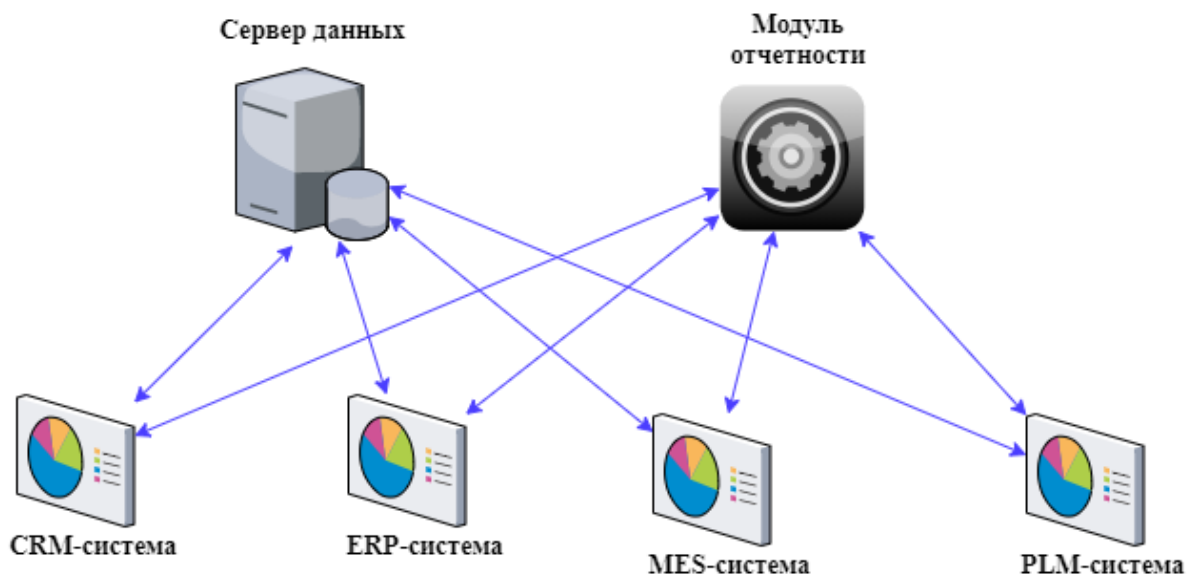 Сервер данных
Модуль
отчетности
CRM-система
ERP-система
MES-система
PLM-система